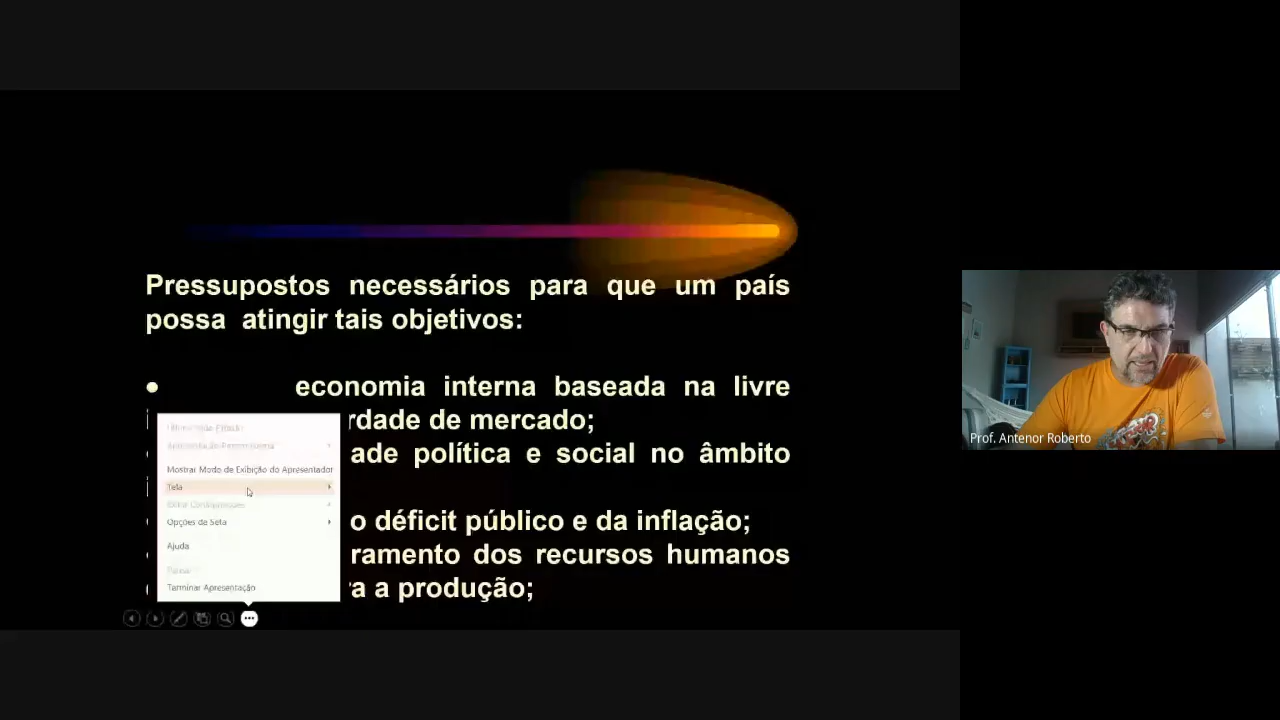 Pressupostos necessários para que um país
possa atingir tais objetivos:
• economia interna baseada na livre
rdade de mercado;
ade política e social no âmbito
o déficit público e da inflação;
ramento dos recursos humanos
a a produção;
Mostrar Modo de Exibição do Apresentador
Tela
Opções da Seta
Ajuda
Pausa
Terminar Apresentação
Prof. Antenor Roberto